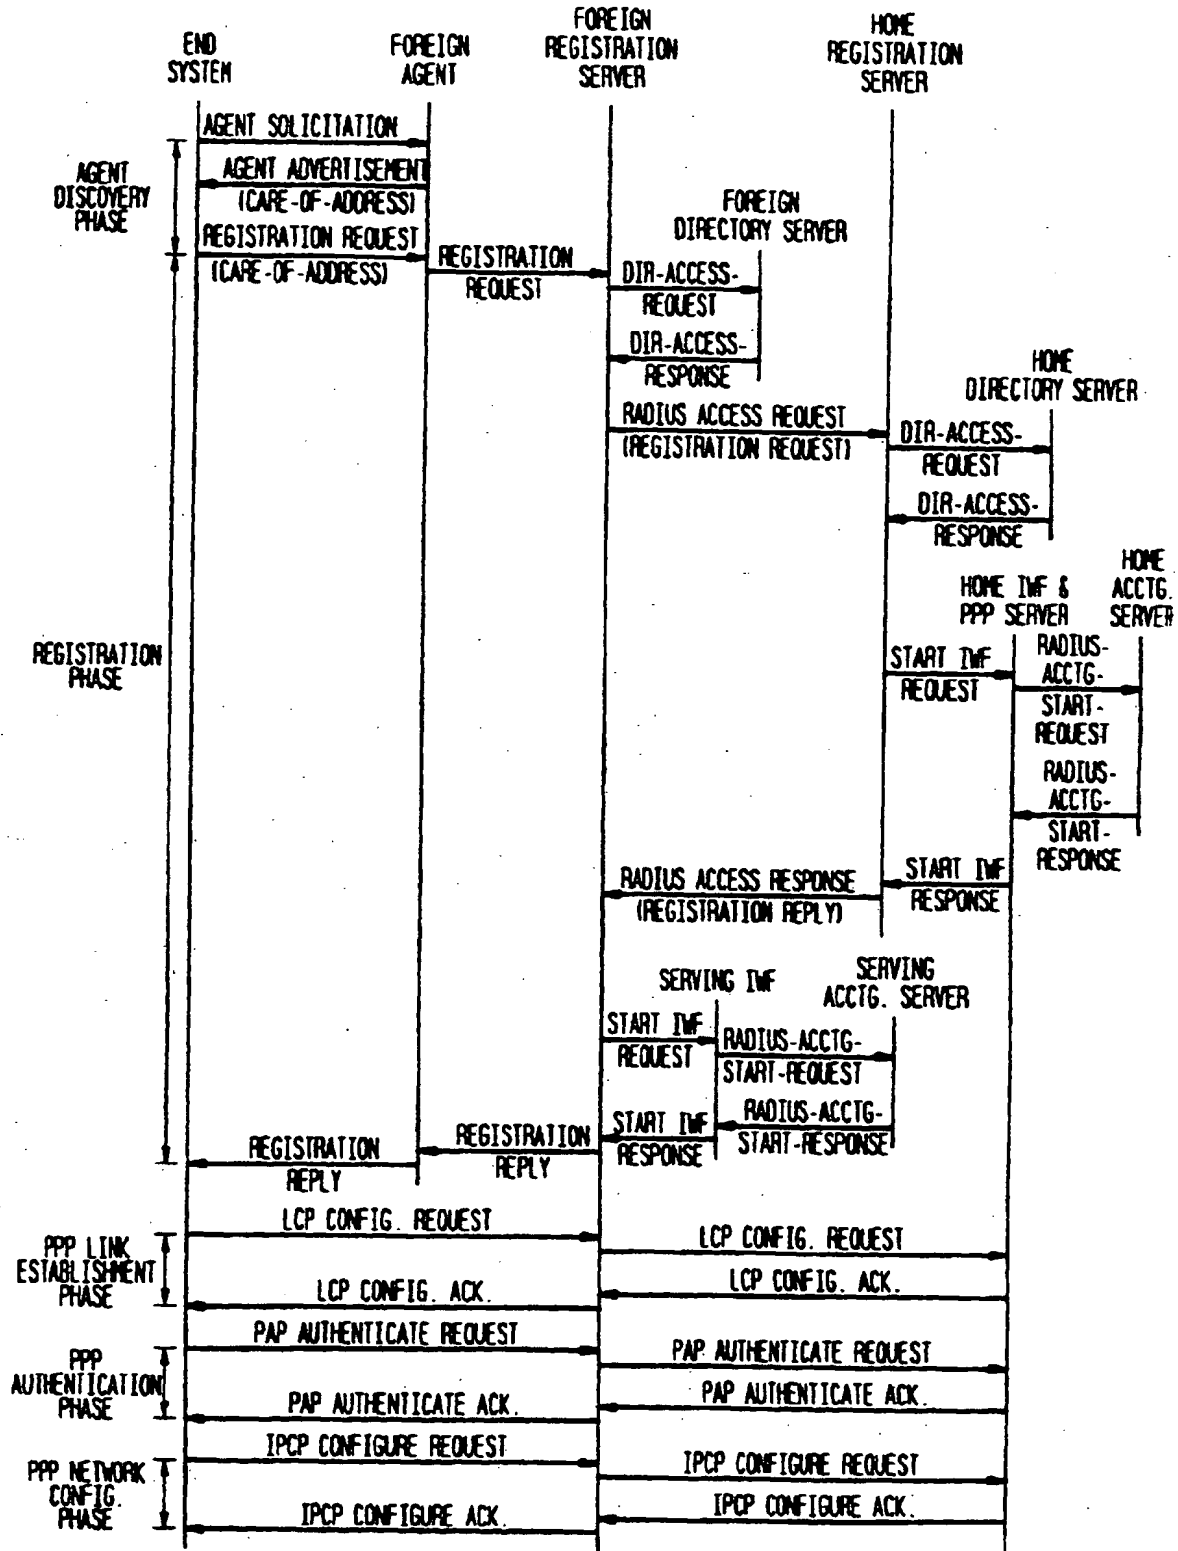 END
SYSTEM
FOREIGN
AGENT
FOREIGN
REGISTRATION
SERVER
HOME
REGISTRATION
SERVER
AGENT SOLICITATION
AGENT ADVERTISEMENT
(CARE-OF-ADDRESS)
AGENT
DISCOVERY
PHASE
REGISTRATION REQUEST
(CARE-OF-ADDRESS)
REGISTRATION
REQUEST
FOREIGN
DIRECTORY SERVER
DIR-ACCESS-
REQUEST
DIR-ACCESS-
RESPONSE
RADIUS ACCESS REQUEST
(REGISTRATION REQUEST)
HOME
DIRECTORY SERVER
DIR-ACCESS-
REQUEST
DIR-ACCESS-
RESPONSE
HOME IWF &
PPP SERVER
HOME
ACCTG.
SERVER
REGISTRATION
PHASE
START IWF
REQUEST
RADIUS-
ACCTG-
START-
REQUEST
RADIUS-
ACCTG-
START-
RESPONSE
START IWF
RESPONSE
RADIUS ACCESS RESPONSE
(REGISTRATION REPLY)
SERVING IWF
SERVING
ACCTG. SERVER
START IWF
REQUEST
RADIUS-ACCTG-
START-REQUEST
RADIUS-ACCTG-
START-RESPONSE
START IWF
RESPONSE
REGISTRATION
REPLY
REGISTRATION
REPLY
LCP CONFIG. REQUEST
LCP CONFIG. REQUEST
PPP LINK
ESTABLISHMENT
PHASE
LCP CONFIG. ACK.
LCP CONFIG. ACK.
PAP AUTHENTICATE REQUEST
PAP AUTHENTICATE REQUEST
PPP
AUTHENTICATION
PHASE
PAP AUTHENTICATE ACK.
PAP AUTHENTICATE ACK.
IPCP CONFIGURE REQUEST
IPCP CONFIGURE REQUEST
PPP NETWORK
CONFIG.
PHASE
IPCP CONFIGURE ACK.
IPCP CONFIGURE ACK.